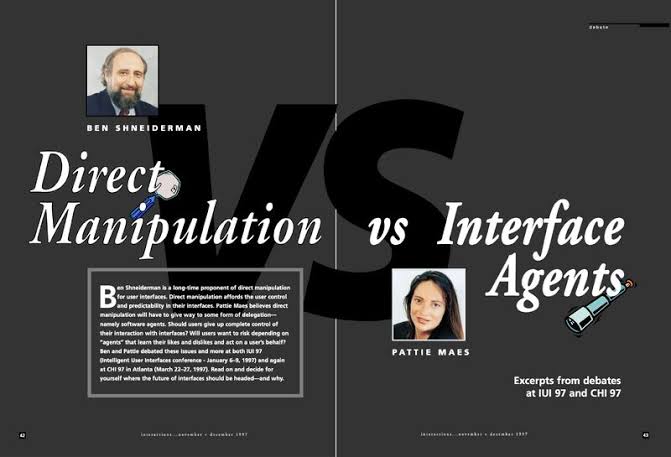 debate
BEN SHNEIDERMAN
Direct
Manipulation
VS
vs Interface
Agents
Ben Shneiderman is a long-time proponent of direct manipulation
for user interfaces. Direct manipulation affords the user control
and predictability in their interfaces. Pattie Maes believes direct
manipulation will have to give way to some form of delegation—
namely software agents. Should users give up complete control of
their interaction with interfaces? Will users want to risk depending on
"agents" that learn their likes and dislikes and act on a user's behalf?
Ben and Pattie debated these issues and more at both IUI 97
(Intelligent User Interfaces conference - January 6–9, 1997) and again
at CHI 97 in Atlanta (March 22–27, 1997). Read on and decide for
yourself where the future of interfaces should be headed—and why.
PATTIE MAES
Excerpts from debates
at IUI 97 and CHI 97
42
interactions...november + december 1997
interactions...november + december 1997
43